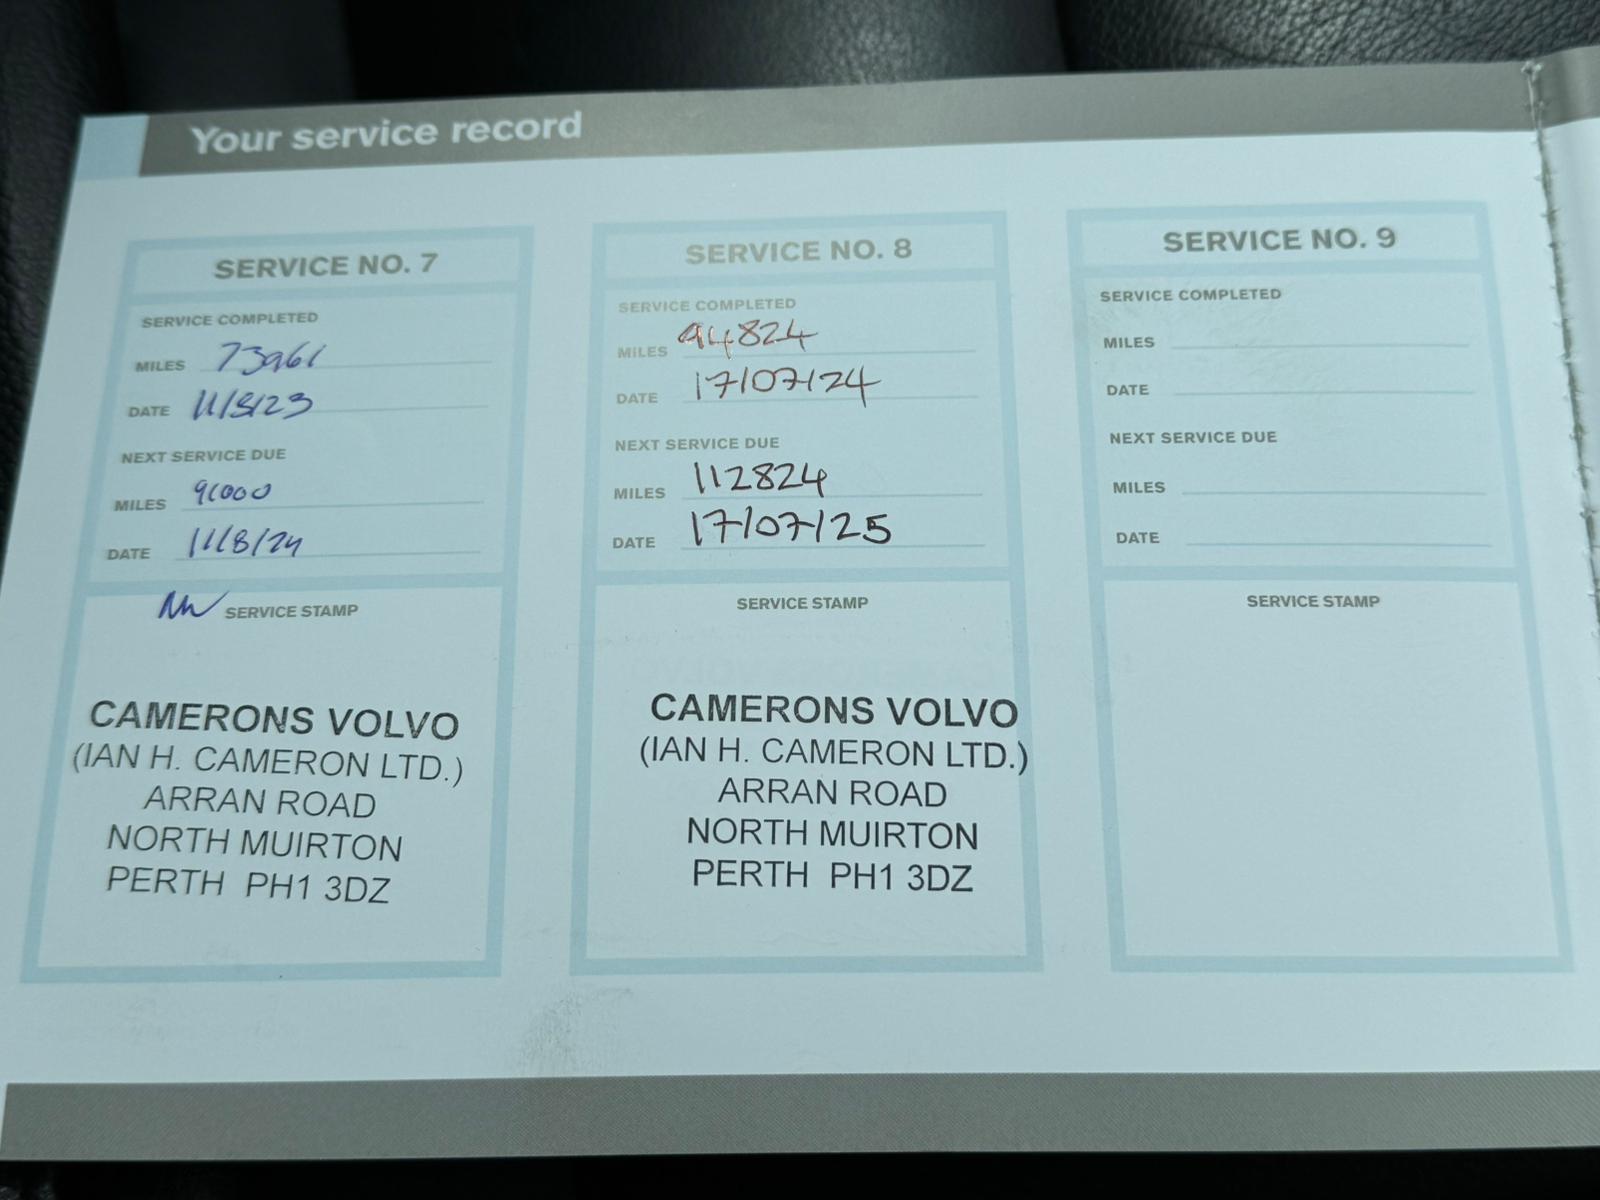 Your service record
SERVICE NO. 7
SERVICE COMPLETED
MILES 73961
DATE 11/8/23
NEXT SERVICE DUE
MILES 91000
DATE 11/8/24
SERVICE STAMP
CAMERONS VOLVO
(IAN H. CAMERON LTD.)
ARRAN ROAD
NORTH MUIRTON
PERTH PH1 3DZ
SERVICE NO. 8
SERVICE COMPLETED
MILES 94824
DATE 17/07/24
NEXT SERVICE DUE
MILES 112824
DATE 17/07/25
SERVICE STAMP
CAMERONS VOLVO
(IAN H. CAMERON LTD.)
ARRAN ROAD
NORTH MUIRTON
PERTH PH1 3DZ
SERVICE NO. 9
SERVICE COMPLETED
MILES
DATE
NEXT SERVICE DUE
MILES
DATE
SERVICE STAMP